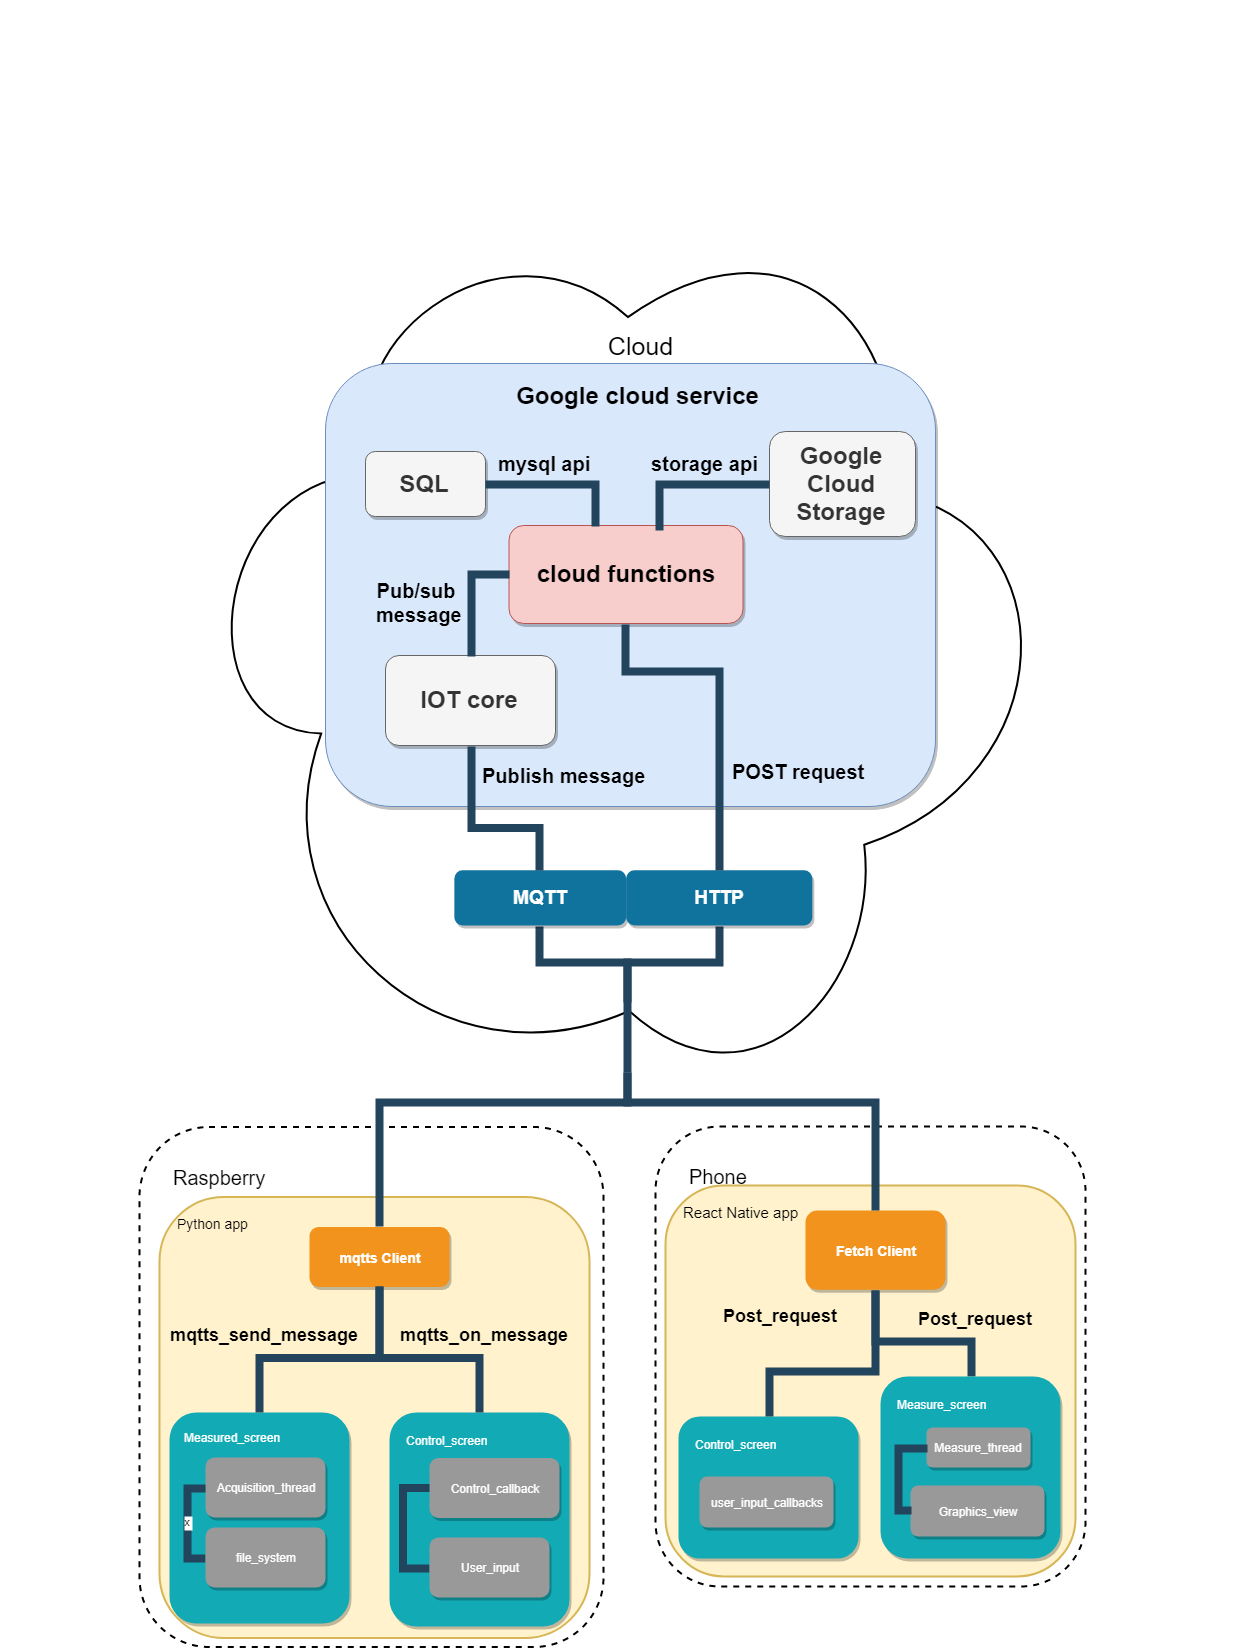 Cloud
Google cloud service
SQL
mysql api
storage api
Google
Cloud
Storage
cloud functions
Pub/sub
message
IOT core
Publish message
POST request
MQTT
HTTP
Raspberry
Python app
mqtts Client
mqtts_send_message
mqtts_on_message
Measured_screen
Acquisition_thread
x
file_system
Control_screen
Control_callback
User_input
Phone
React Native app
Fetch Client
Post_request
Post_request
Control_screen
user_input_callbacks
Measure_screen
Measure_thread
Graphics_view